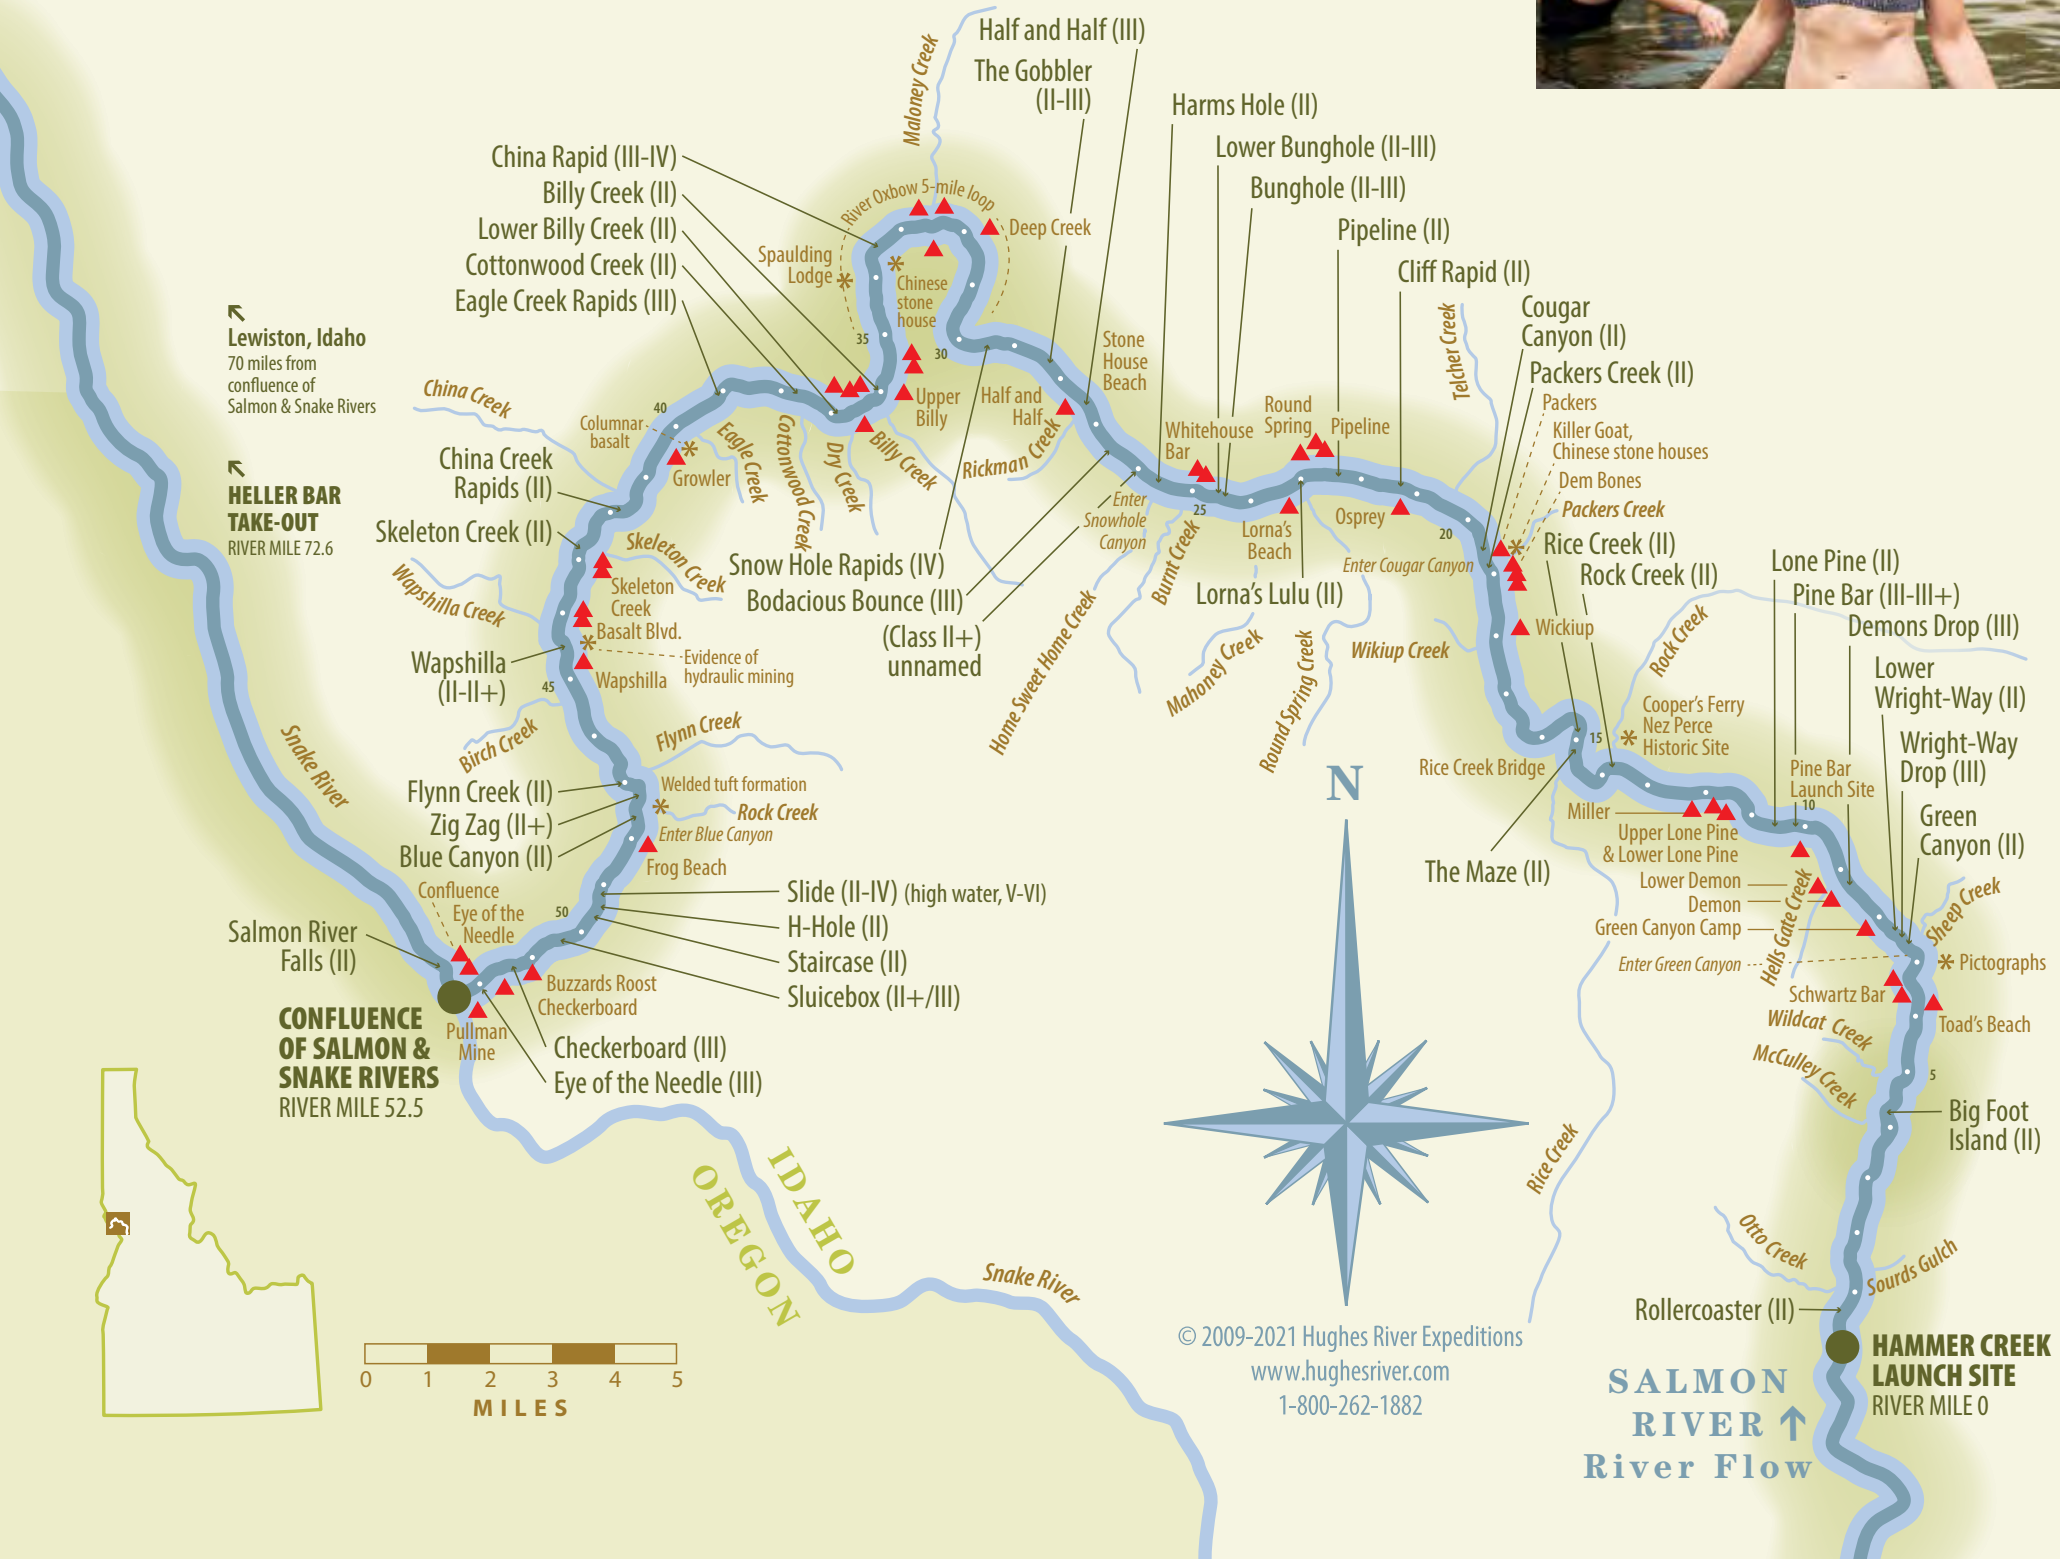 Half and Half (III)
The Gobbler
(II-III)
Maloney Creek
Harms Hole (II)
Lower Bunghole (II-III)
Bunghole (II-III)
Pipeline (II)
Cliff Rapid (II)
Cougar
Canyon (II)
Packers Creek (II)
Packers
Killer Goat,
Chinese stone houses
Dem Bones
Packers Creek
Telcher Creek
China Rapid (III-IV)
Billy Creek (II)
Lower Billy Creek (II)
Cottonwood Creek (II)
Eagle Creek Rapids (III)
River Oxbow 5-mile loop
Deep Creek
Spaulding
Lodge
Chinese
stone
house
35
30
Stone
House
Beach
Half and
Half
Rickman Creek
Upper
Billy
Whitehouse
Bar
Round
Spring
Pipeline
Lewiston, Idaho
70 miles from
confluence of
Salmon & Snake Rivers
China Creek
Columnar
basalt
40
Growler
Eagle Creek
Cottonwood Creek
Dry Creek
Billy Creek
HELLER BAR
TAKE-OUT
RIVER MILE 72.6
China Creek
Rapids (II)
Skeleton Creek (II)
Enter
Snowhole
Canyon
25
Burnt Creek
Lorna's
Beach
Osprey
20
Enter Cougar Canyon
Snow Hole Rapids (IV)
Bodacious Bounce (III)
(Class II+)
unnamed
Lorna's Lulu (II)
Home Sweet Home Creek
Mahoney Creek
Round Spring Creek
Wikiup Creek
Wickiup
Rice Creek (II)
Rock Creek (II)
Rock Creek
Lone Pine (II)
Pine Bar (III-III+)
Demons Drop (III)
Lower
Wright-Way (II)
Wright-Way
Drop (III)
Green
Canyon (II)
Wapshilla Creek
Skeleton Creek
Skeleton
Creek
Basalt Blvd.
Evidence of
hydraulic mining
Wapshilla
Wapshilla
(II-II+)
45
Birch Creek
Flynn Creek
Cooper's Ferry
Nez Perce
Historic Site
15
Rice Creek Bridge
Pine Bar
Launch Site
10
Miller
Upper Lone Pine
& Lower Lone Pine
The Maze (II)
Lower Demon
Demon
Green Canyon Camp
Enter Green Canyon
Hells Gate Creek
Sheep Creek
Pictographs
Schwartz Bar
Toad's Beach
Wildcat Creek
McCulley Creek
5
Big Foot
Island (II)
Snake River
Flynn Creek (II)
Zig Zag (II+)
Blue Canyon (II)
Welded tuft formation
Rock Creek
Enter Blue Canyon
Frog Beach
Confluence
Eye of the
Needle
50
Slide (II-IV) (high water, V-VI)
H-Hole (II)
Staircase (II)
Sluicebox (II+/III)
Salmon River
Falls (II)
Buzzards Roost
Checkerboard
Pullman
Mine
CONFLUENCE
OF SALMON &
SNAKE RIVERS
RIVER MILE 52.5
Checkerboard (III)
Eye of the Needle (III)
N
IDAHO
OREGON
Snake River
Rice Creek
Otto Creek
Sourds Gulch
Rollercoaster (II)
HAMMER CREEK
LAUNCH SITE
RIVER MILE 0
SALMON
RIVER
River Flow
© 2009-2021 Hughes River Expeditions
www.hughesriver.com
1-800-262-1882
0 1 2 3 4 5
MILES